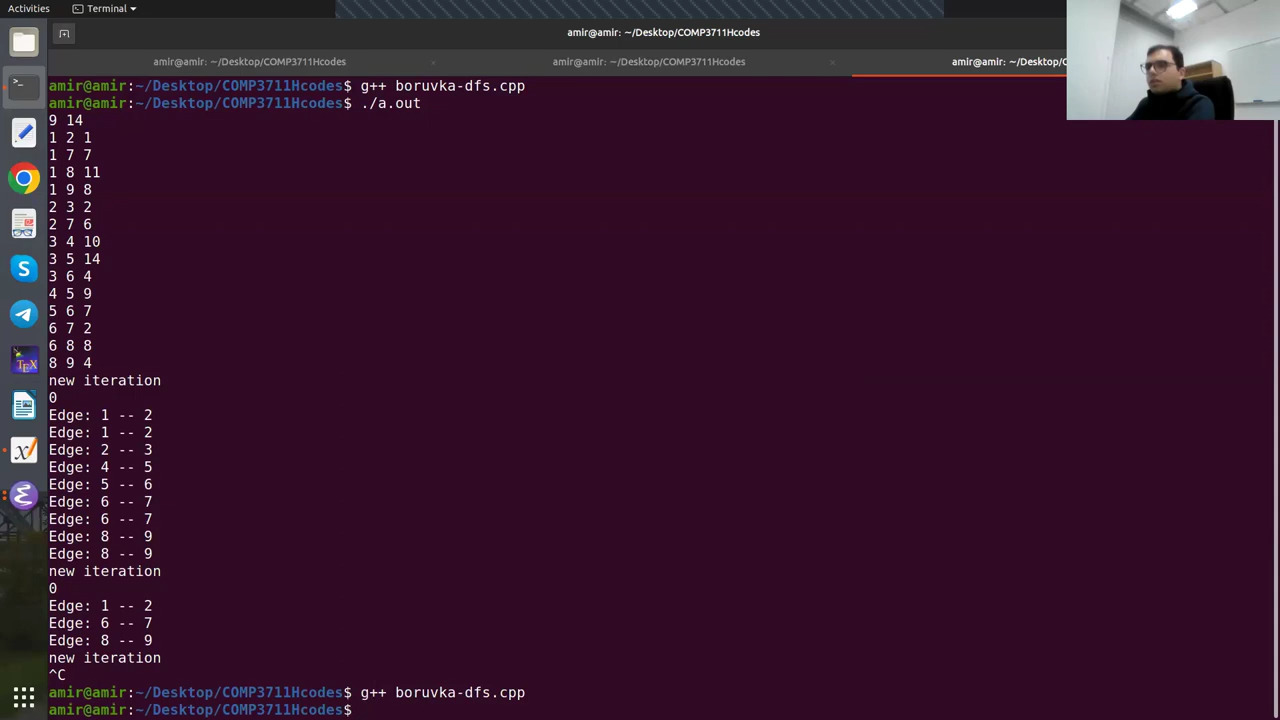 Activities
Terminal
amir@amir: ~/Desktop/COMP3711Hcodes
amir@amir: ~/Desktop/COMP3711Hcodes
amir@amir: ~/Desktop/COMP3711Hcodes
amir@amir: ~/Desktop/C
amir@amir:~/Desktop/COMP3711Hcodes$ g++ boruvka-dfs.cpp
amir@amir:~/Desktop/COMP3711Hcodes$ ./a.out
9 14
1 2 1
1 7 7
1 8 11
1 9 8
2 3 2
2 7 6
3 4 10
3 5 14
3 6 4
4 5 9
5 6 7
6 7 2
6 8 8
8 9 4
new iteration
0
Edge: 1 -- 2
Edge: 1 -- 2
Edge: 2 -- 3
Edge: 4 -- 5
Edge: 5 -- 6
Edge: 6 -- 7
Edge: 6 -- 7
Edge: 8 -- 9
Edge: 8 -- 9
new iteration
0
Edge: 1 -- 2
Edge: 6 -- 7
Edge: 8 -- 9
new iteration
^C
amir@amir:~/Desktop/COMP3711Hcodes$ g++ boruvka-dfs.cpp
amir@amir:~/Desktop/COMP3711Hcodes$